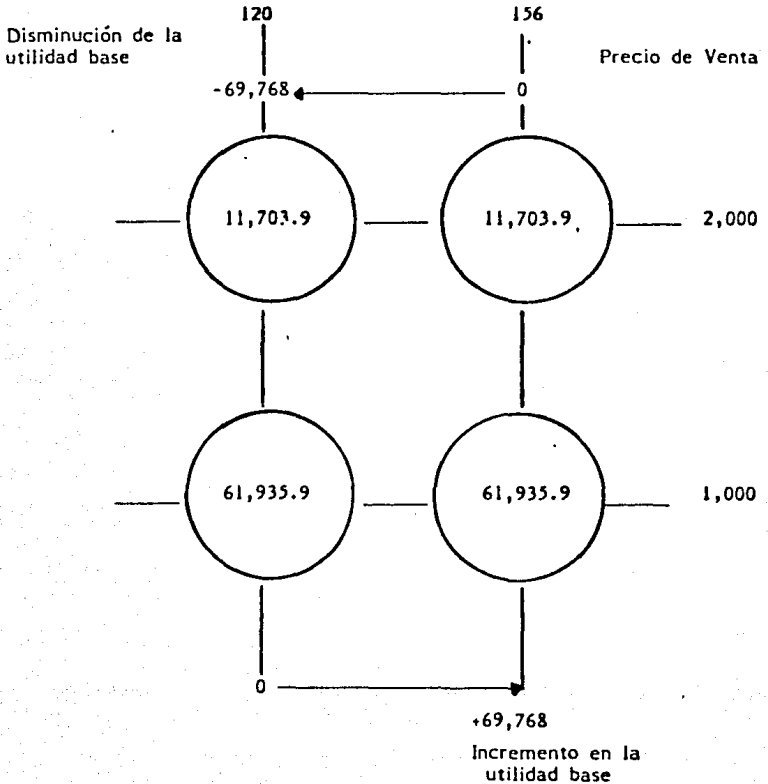 120 156
Disminución de la
utilidad base
Precio de Venta
-69,768 0
11,703.9 11,703.9 2,000
61,935.9 61,935.9 1,000
0
+69,768
Incremento en la
utilidad base